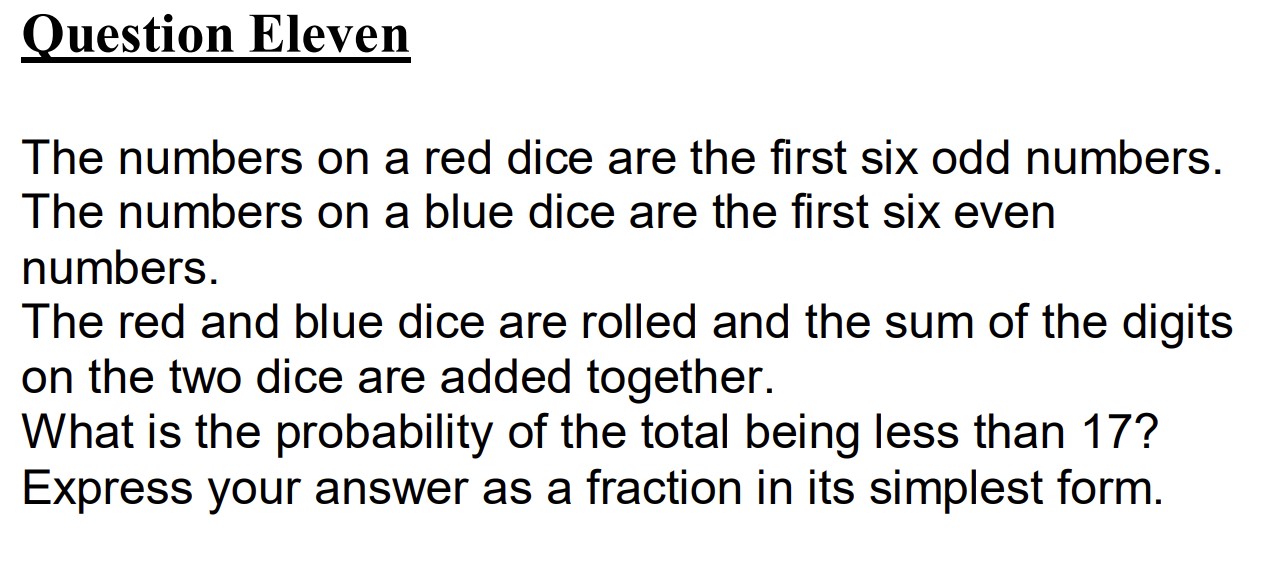 Question Eleven
The numbers on a red dice are the first six odd numbers.
The numbers on a blue dice are the first six even
numbers.
The red and blue dice are rolled and the sum of the digits
on the two dice are added together.
What is the probability of the total being less than 17?
Express your answer as a fraction in its simplest form.